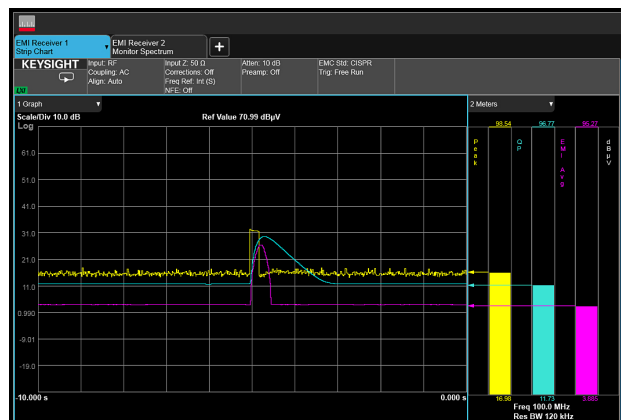 EMI Receiver 1
Strip Chart
EMI Receiver 2
Monitor Spectrum
KEYSIGHT
LXI
Input: RF
Coupling: AC
Align: Auto
Input Z: 50 Ω
Corrections: Off
Freq Ref: Int (S)
NFE: Off
Atten: 10 dB
Preamp: Off
EMC Std: CISPR
Trig: Free Run
1 Graph
Scale/Div 10.0 dB
Ref Value 70.99 dBµV
Log
61.0
51.0
41.0
31.0
21.0
11.0
0.990
-9.01
-19.0
-10.000 s
0.000 s
2 Meters
98.54
96.77
Peak
QP
EMI Avg
dBµV
16.98
11.73
Freq 100.0 MHz
Res BW 120 kHz